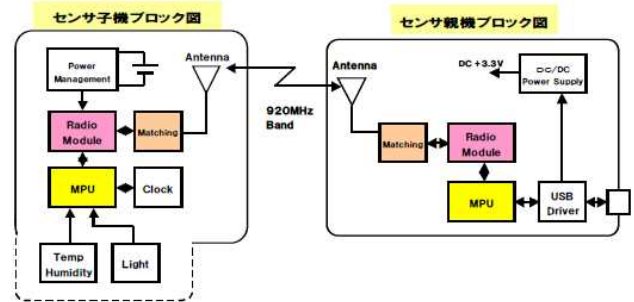 センサ子機ブロック図
センサ親機ブロック図
Power
Management
Antenna
Radio
Module
Matching
MPU
Clock
Temp
Humidity
Light
920MHz
Band
Antenna
DC +3.3V
DC/DC
Power Supply
Matching
Radio
Module
MPU
USB
Driver